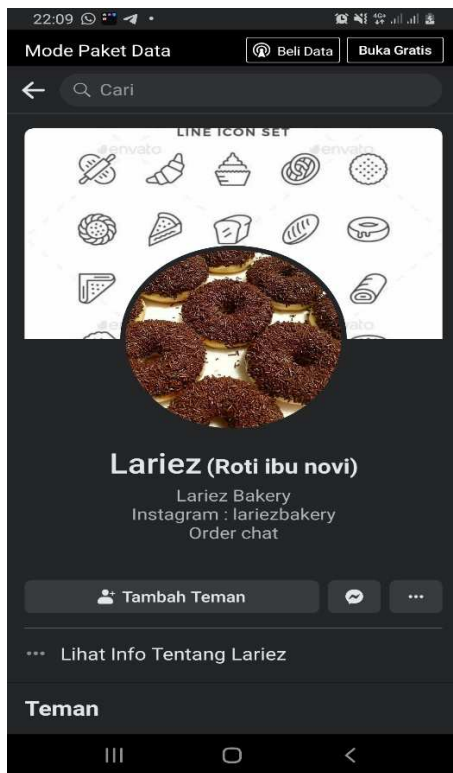 22:09
4G+
Mode Paket Data
Beli Data
Buka Gratis
Cari
LINE ICON SET
envato
envato
Lariez (Roti ibu novi)
Lariez Bakery
Instagram : lariezbakery
Order chat
Tambah Teman
Lihat Info Tentang Lariez
Teman